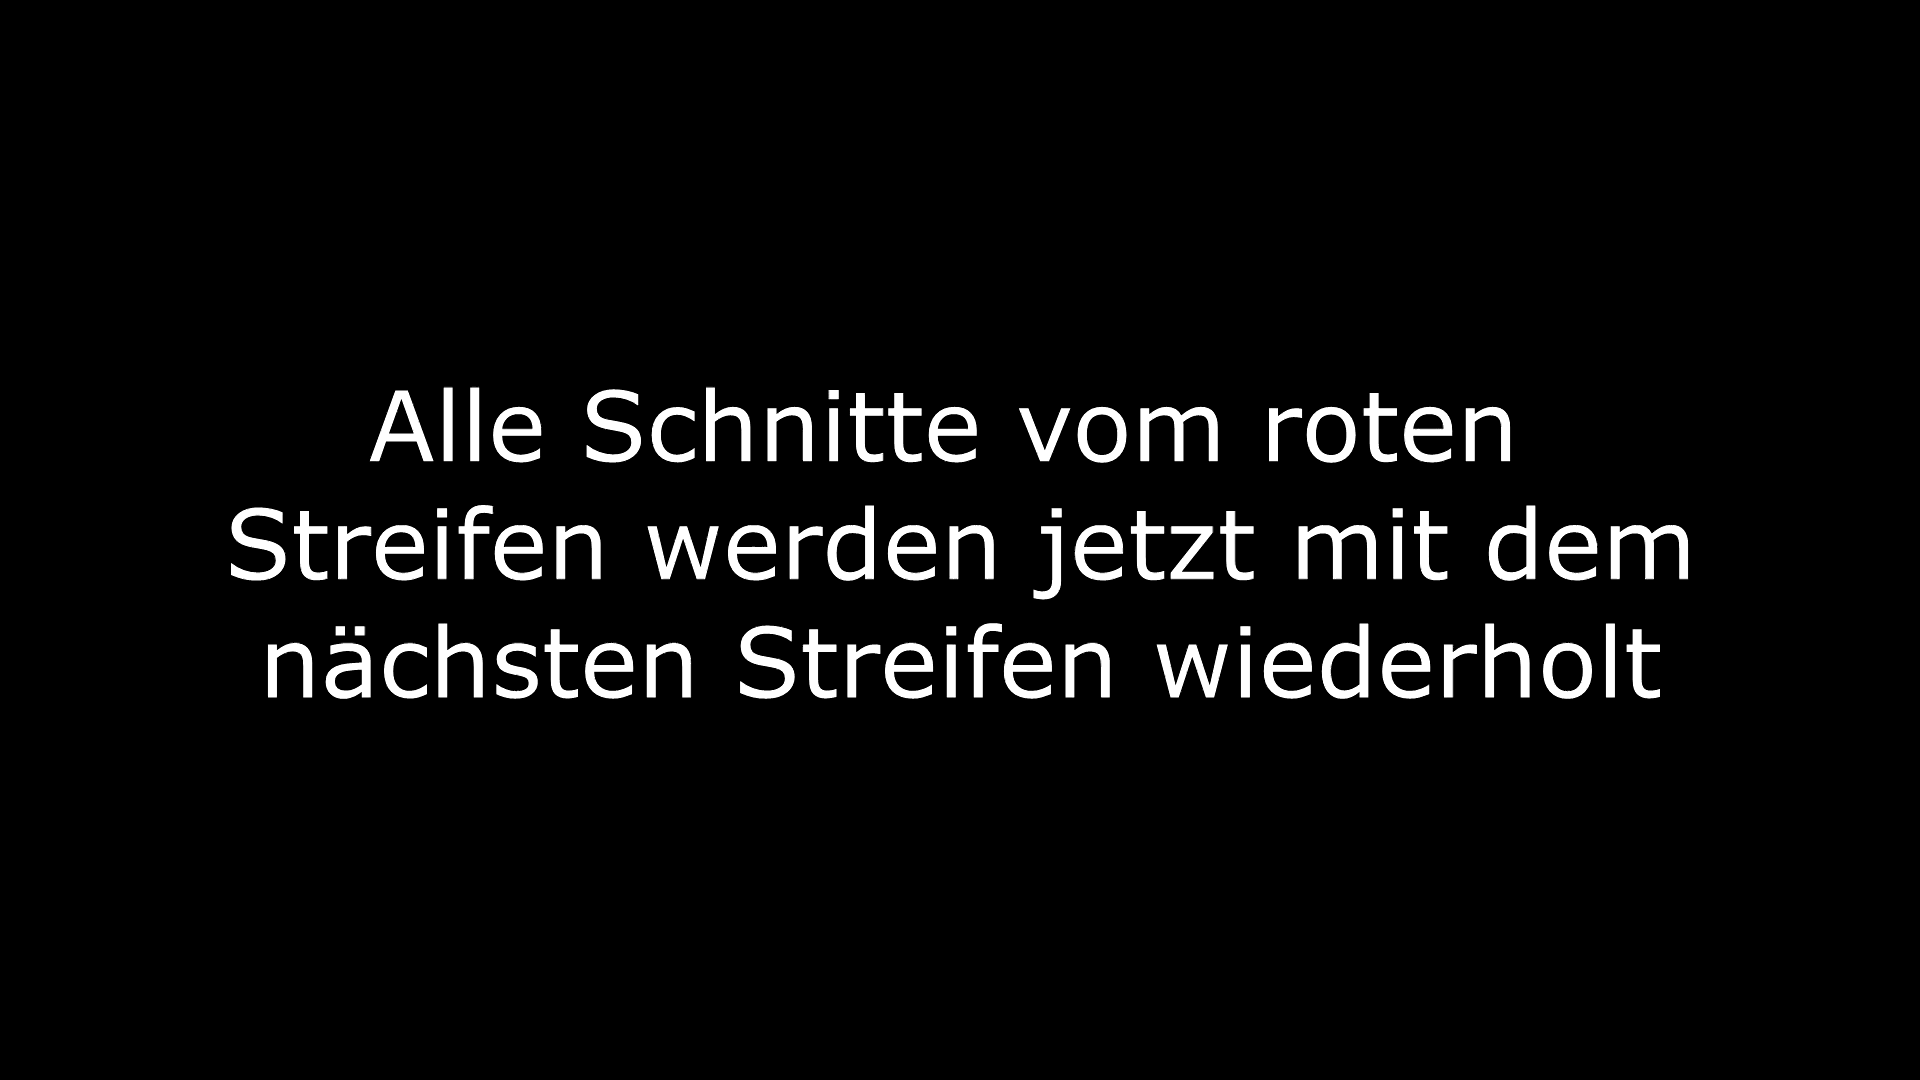 Alle Schnitte vom roten
Streifen werden jetzt mit dem
nächsten Streifen wiederholt